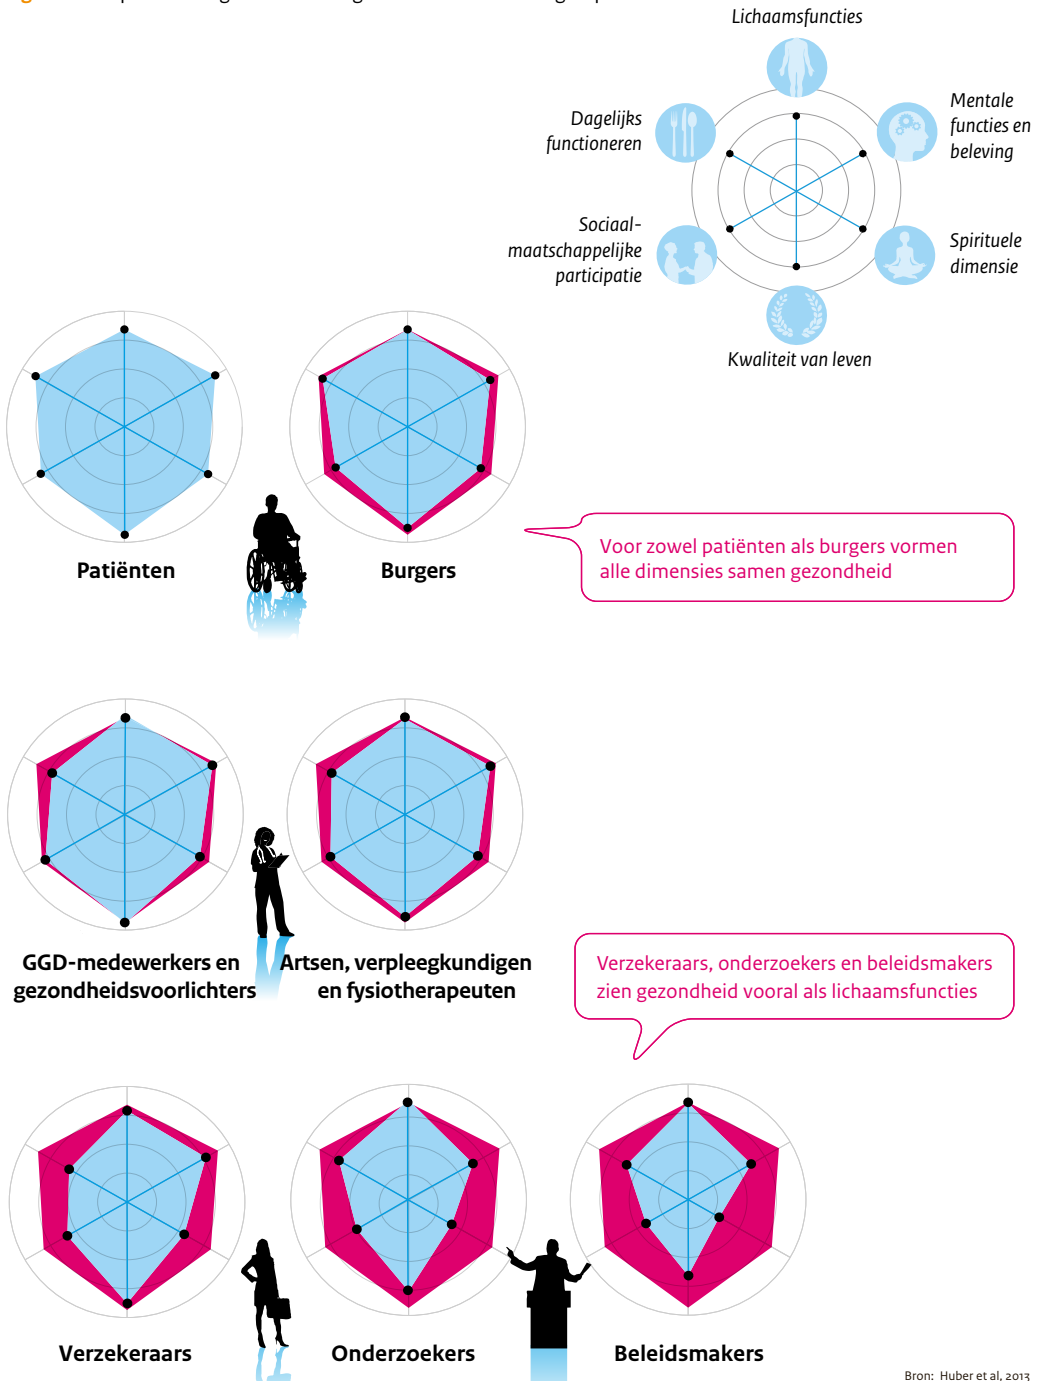 Lichaamsfuncties
Mentale
functies en
beleving
Dagelijks
functioneren
Sociaal-
maatschappelijke
participatie
Spirituele
dimensie
Kwaliteit van leven
Patiënten
Burgers
Voor zowel patiënten als burgers vormen
alle dimensies samen gezondheid
GGD-medewerkers en
gezondheidsvoorlichters
Artsen, verpleegkundigen
en fysiotherapeuten
Verzekeraars, onderzoekers en beleidsmakers
zien gezondheid vooral als lichaamsfuncties
Verzekeraars
Onderzoekers
Beleidsmakers
Bron: Huber et al, 2013